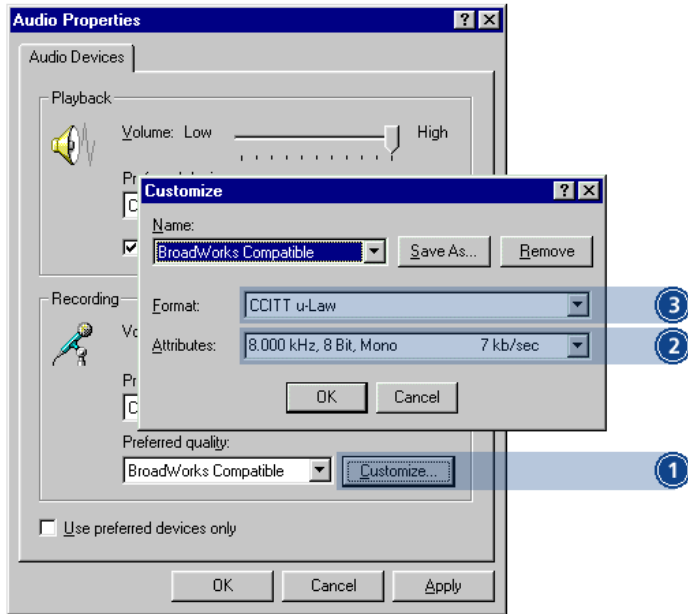 Audio Properties
Audio Devices
Playback
Volume: Low High
Customize
Name:
BroadWorks Compatible Save As... Remove
Recording
Format: CCITT u-Law 3
Attributes: 8.000 kHz, 8 Bit, Mono 7 kb/sec 2
OK Cancel
Preferred quality:
BroadWorks Compatible Customize... 1
Use preferred devices only
OK Cancel Apply